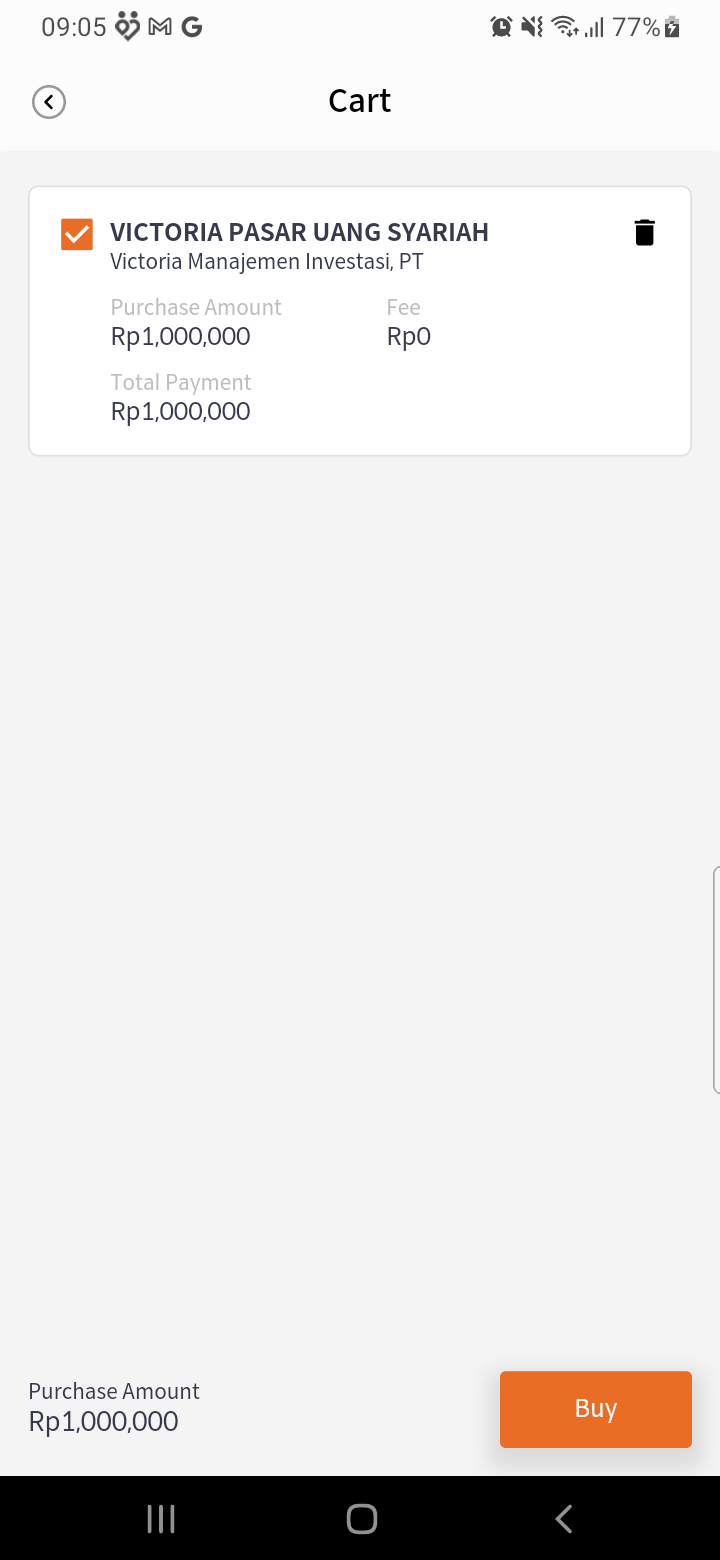 09:05 77%
Cart
VICTORIA PASAR UANG SYARIAH
Victoria Manajemen Investasi, PT
Purchase Amount Fee
Rp1,000,000 Rp0
Total Payment
Rp1,000,000
Purchase Amount
Rp1,000,000
Buy